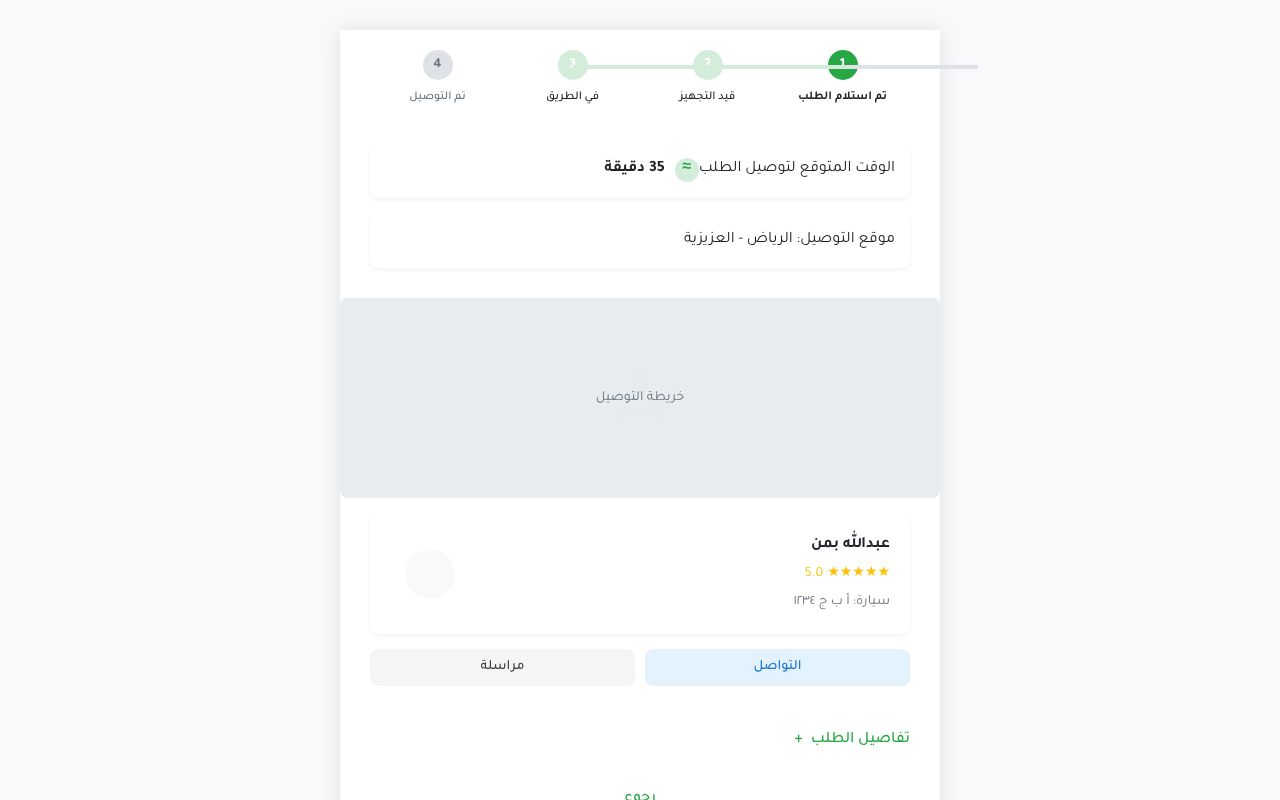 1
تم استلام الطلب
2
قيد التجهيز
3
في الطريق
4
تم التوصيل
الوقت المتوقع لتوصيل الطلب ≈ 35 دقيقة
موقع التوصيل: الرياض - العزيزية
خريطة التوصيل
عبدالله بمن
★★★★★ 5.0
سيارة: أ ب ج ١٢٣٤
التواصل
مراسلة
تفاصيل الطلب +
رجوع